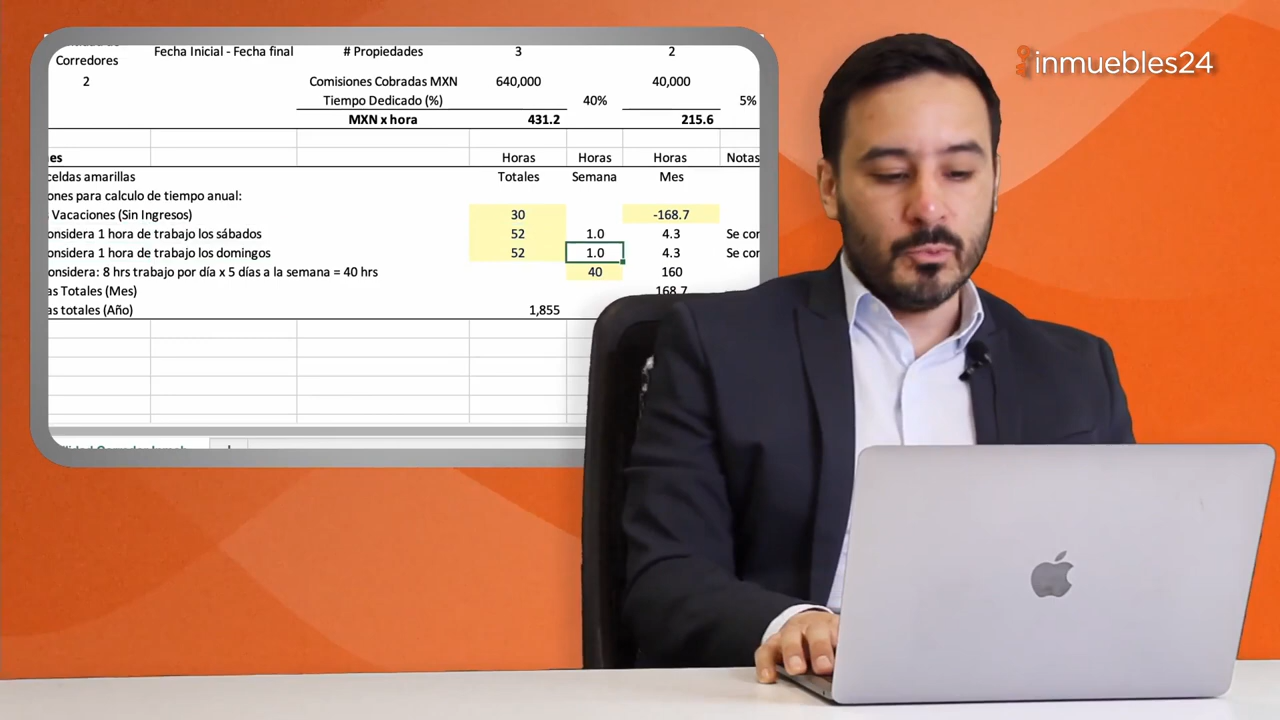 Corredores Fecha Inicial - Fecha final # Propiedades 3 2
2 Comisiones Cobradas MXN 640,000 40,000
Tiempo Dedicado (%) 40% 5%
MXN x hora 431.2 215.6
es Horas Horas Horas Notas
celdas amarillas Totales Semana Mes
ones para calculo de tiempo anual:
Vacaciones (Sin Ingresos) 30 -168.7
onsidera 1 hora de trabajo los sábados 52 1.0 4.3 Se cor
onsidera 1 hora de trabajo los domingos 52 1.0 4.3 Se cor
onsidera: 8 hrs trabajo por día x 5 días a la semana = 40 hrs 40 160
as Totales (Mes) 168.7
as totales (Año) 1,855
inmuebles24